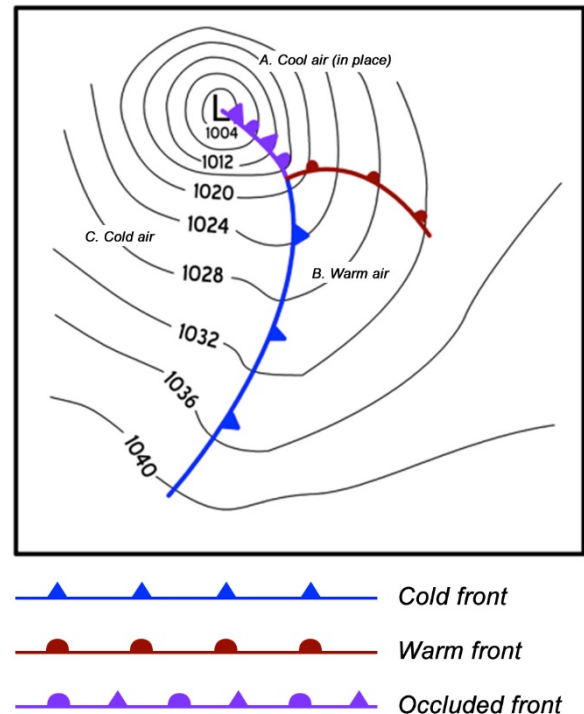 A. Cool air (in place)
L
1004
1012
1020
1024
C. Cold air
B. Warm air
1028
1032
1036
1040
Cold front
Warm front
Occluded front